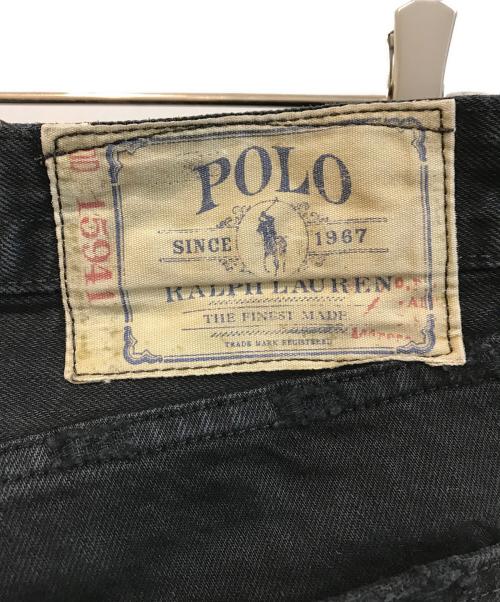 POLO
SINCE 1967
RALPH LAUREN
THE FINEST MADE
TRADE MARK REGISTERED
15941